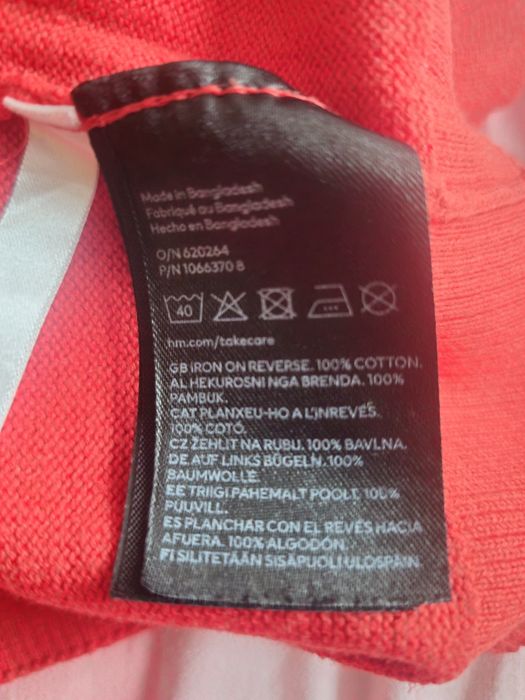 Made in Bangladesh
Fabriqué au Bangladesh
Hecho en Bangladesh
O/N 620264
P/N 1066370 8
40
hm.com/takecare
GB IRON ON REVERSE. 100% COTTON.
AL HEKUROSNI NGA BRENDA. 100%
PAMBUK.
CAT PLANXEU-HO A L'INREVÉS.
100% COTÓ.
CZ ŽEHLIT NA RUBU. 100% BAVLNA.
DE AUF LINKS BÜGELN. 100%
BAUMWOLLE.
EE TRIIGI PAHEMALT POOLT. 100%
PUUVILL.
ES PLANCHAR CON EL REVÉS HACIA
AFUERA. 100% ALGODÓN.
FI SILITETÄÄN SISÄPUOLI ULOSPÄIN